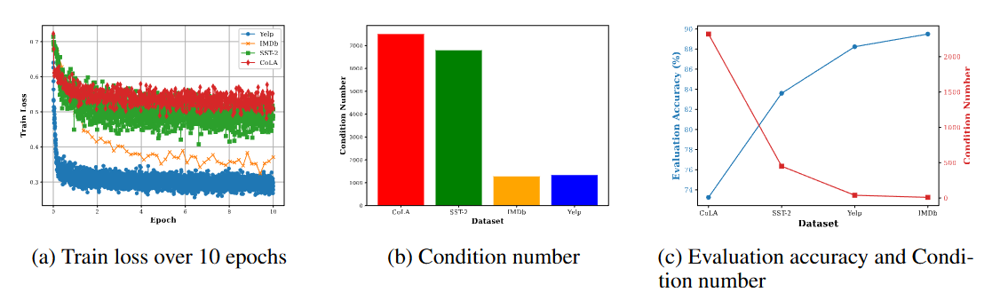 Train Loss
0.7
0.6
0.5
0.4
0.3
0
2
4
6
8
10
Epoch
Yelp
IMDb
SST-2
CoLA
(a) Train loss over 10 epochs
Condition Number
7000
6000
5000
4000
3000
2000
1000
0
CoLA
SST-2
IMDb
Yelp
Dataset
(b) Condition number
Evaluation Accuracy (%)
90
88
86
84
82
80
78
76
74
CoLA
SST-2
Yelp
IMDb
Dataset
2000
1500
1000
500
0
Condition Number
(c) Evaluation accuracy and Condi-
tion number